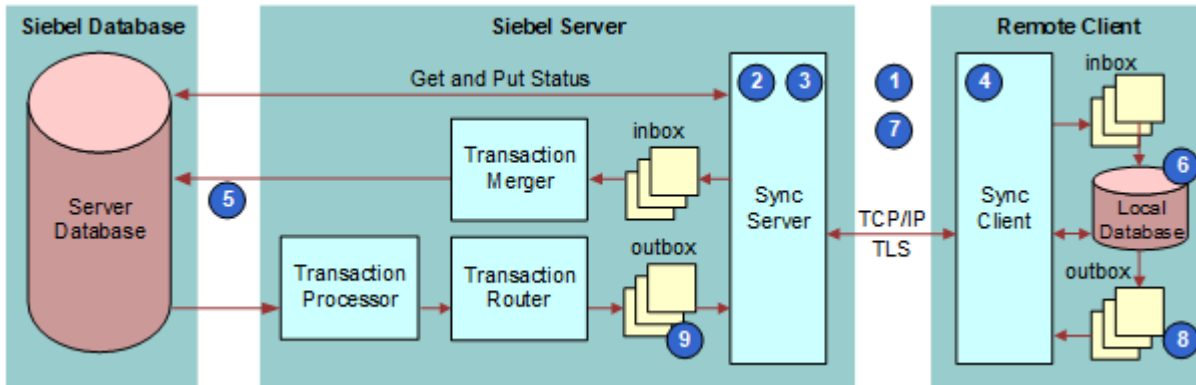 Siebel Database
Siebel Server
Remote Client
Get and Put Status
2
3
1
4
inbox
7
inbox
Transaction
Merger
6
5
Server
Database
Sync
Server
TCP/IP
TLS
Sync
Client
Local
Database
outbox
outbox
Transaction
Processor
Transaction
Router
9
8